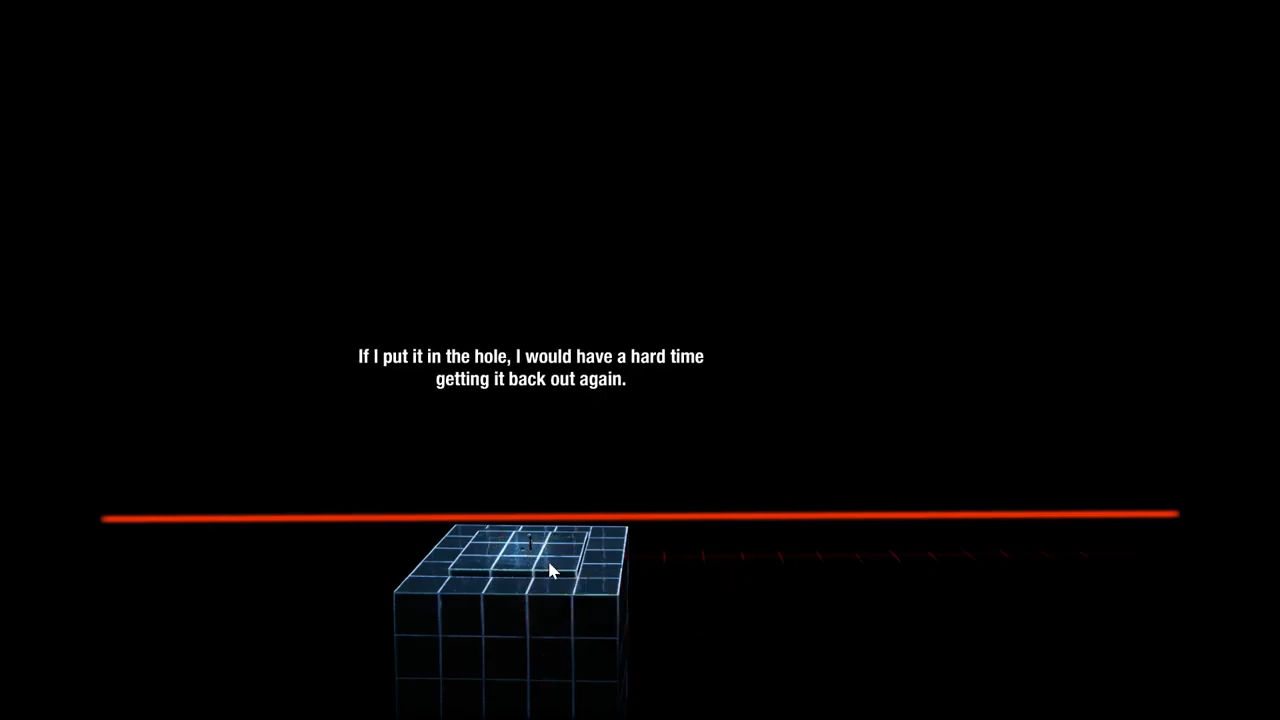 If I put it in the hole, I would have a hard time
getting it back out again.